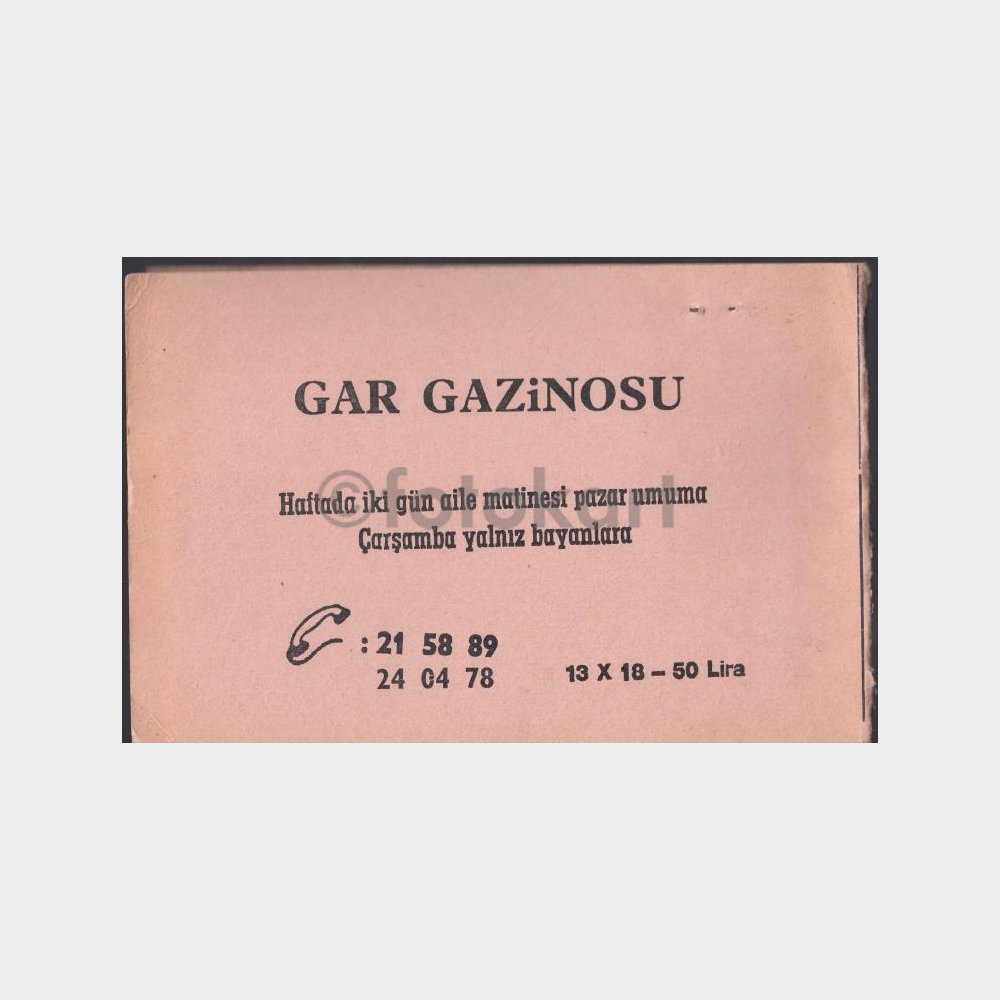 GAR GAZiNOSU
©fotokart
Haftada iki gün aile matinesi pazar umuma
Çarşamba yalnız bayanlara
: 21 58 89
24 04 78
13 X 18 – 50 Lira